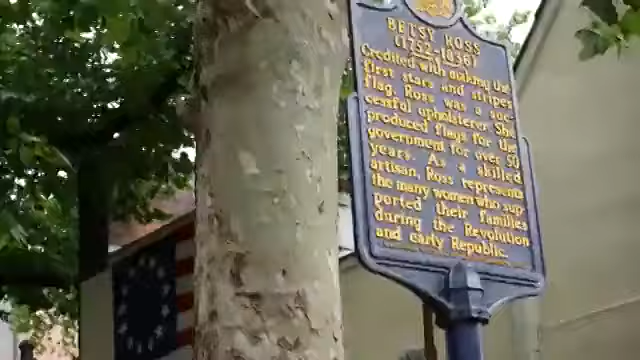 BETSY ROSS
(1752-1836)
Credited with making the
first stars and stripes
flag, Ross was a suc-
cessful upholsterer. She
produced flags for the
government for over 50
years. As a skilled
artisan, Ross represents
the many women who sup-
ported their families
during the Revolution
and early Republic.